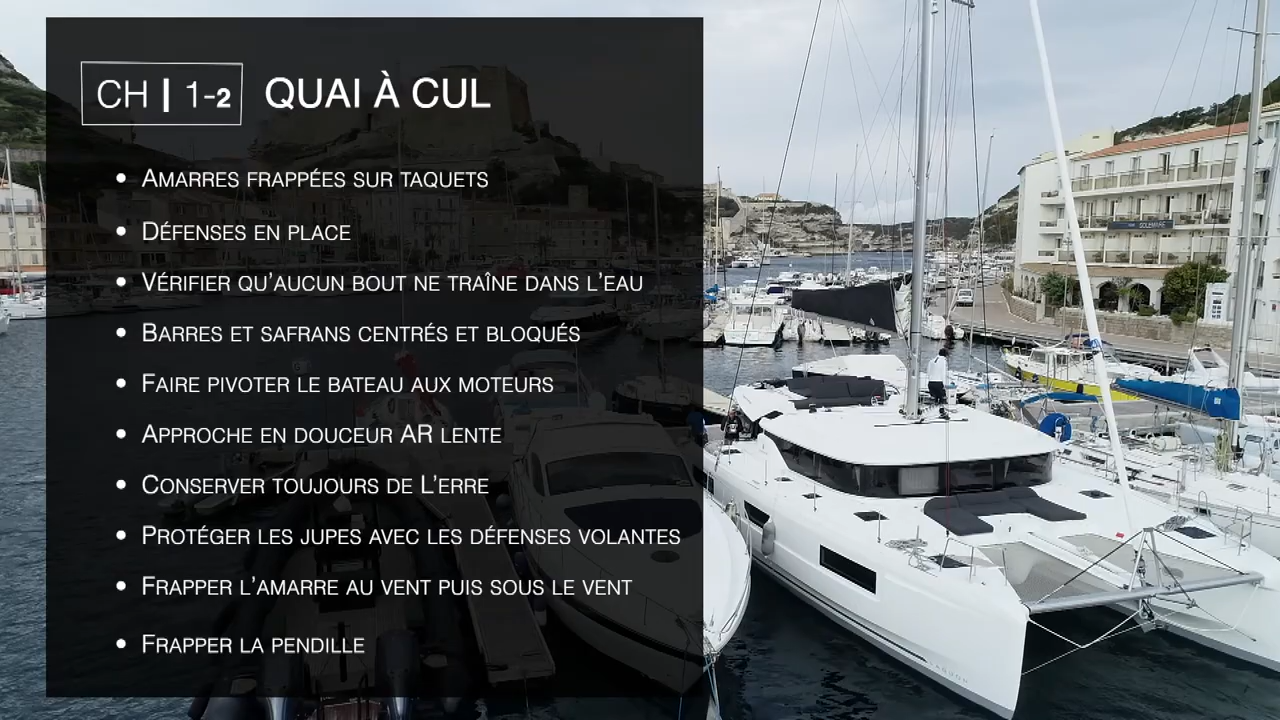 CH | 1-2 QUAI À CUL
• AMARRES FRAPPÉES SUR TAQUETS
• DÉFENSES EN PLACE
• VÉRIFIER QU'AUCUN BOUT NE TRAÎNE DANS L'EAU
• BARRES ET SAFRANS CENTRÉS ET BLOQUÉS
• FAIRE PIVOTER LE BATEAU AUX MOTEURS
• APPROCHE EN DOUCEUR AR LENTE
• CONSERVER TOUJOURS DE L'ERRE
• PROTÉGER LES JUPES AVEC LES DÉFENSES VOLANTES
• FRAPPER L'AMARRE AU VENT PUIS SOUS LE VENT
• FRAPPER LA PENDILLE
SOLEMARE